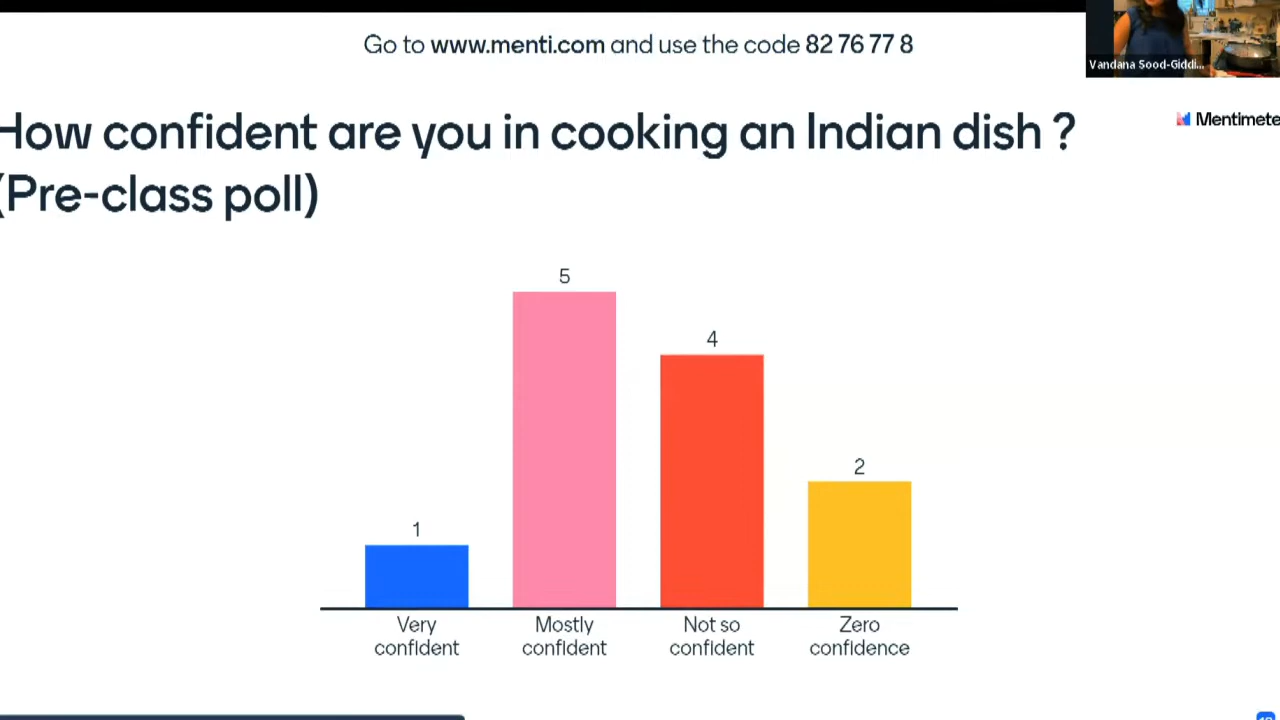 Go to www.menti.com and use the code 82 76 77 8
Vandana Sood-Giddi...
How confident are you in cooking an Indian dish ?
(Pre-class poll)
Mentimete
5
4
2
1
Very confident
Mostly confident
Not so confident
Zero confidence